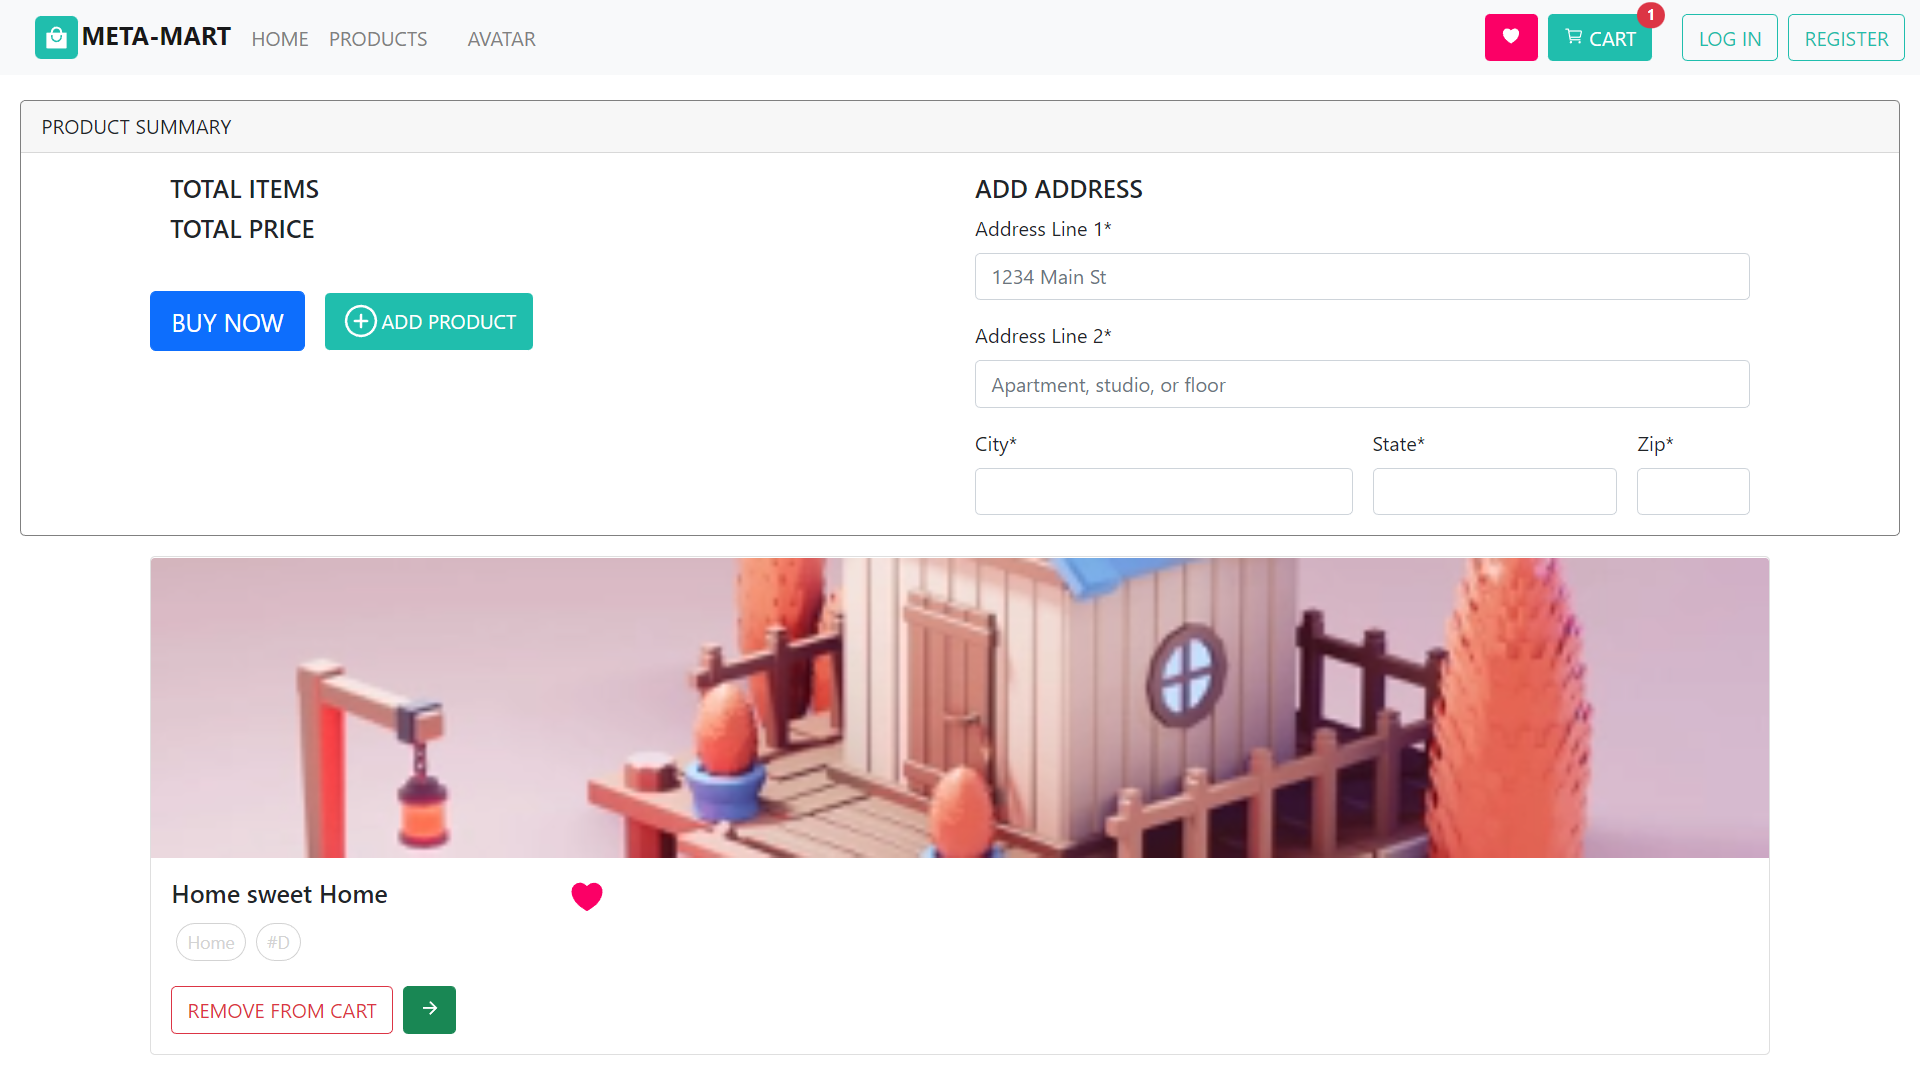 META-MART HOME PRODUCTS AVATAR CART 1 LOG IN REGISTER
PRODUCT SUMMARY
TOTAL ITEMS
TOTAL PRICE
BUY NOW ADD PRODUCT
ADD ADDRESS
Address Line 1*
1234 Main St
Address Line 2*
Apartment, studio, or floor
City* State* Zip*
Home sweet Home
Home #D
REMOVE FROM CART